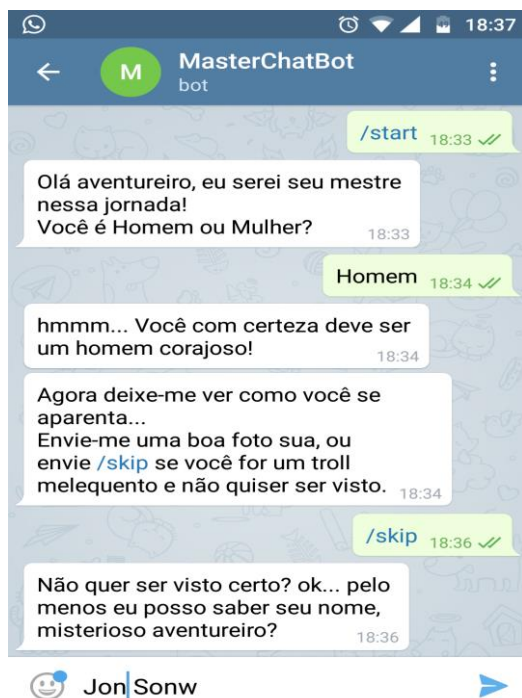 18:37
MasterChatBot
M
bot
/start 18:33
Olá aventureiro, eu serei seu mestre
nessa jornada!
Você é Homem ou Mulher? 18:33
Homem 18:34
hmmm... Você com certeza deve ser
um homem corajoso! 18:34
Agora deixe-me ver como você se
aparenta...
Envie-me uma boa foto sua, ou
envie /skip se você for um troll
melequento e não quiser ser visto. 18:34
/skip 18:36
Não quer ser visto certo? ok... pelo
menos eu posso saber seu nome,
misterioso aventureiro? 18:36
Jon Sonw